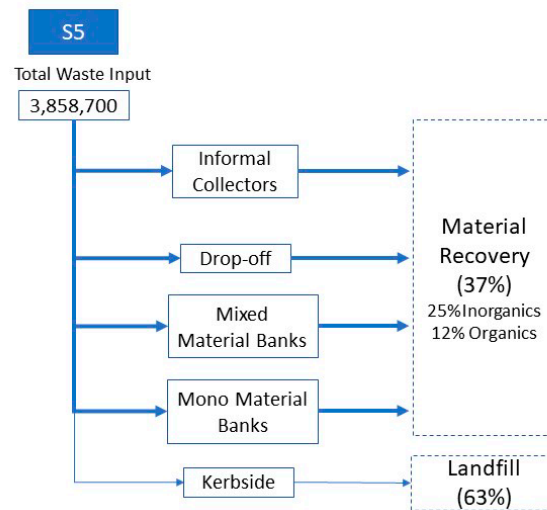 S5
Total Waste Input
3,858,700
Informal
Collectors
Drop-off
Mixed
Material Banks
Mono Material
Banks
Kerbside
Material
Recovery
(37%)
25%Inorganics
12% Organics
Landfill
(63%)